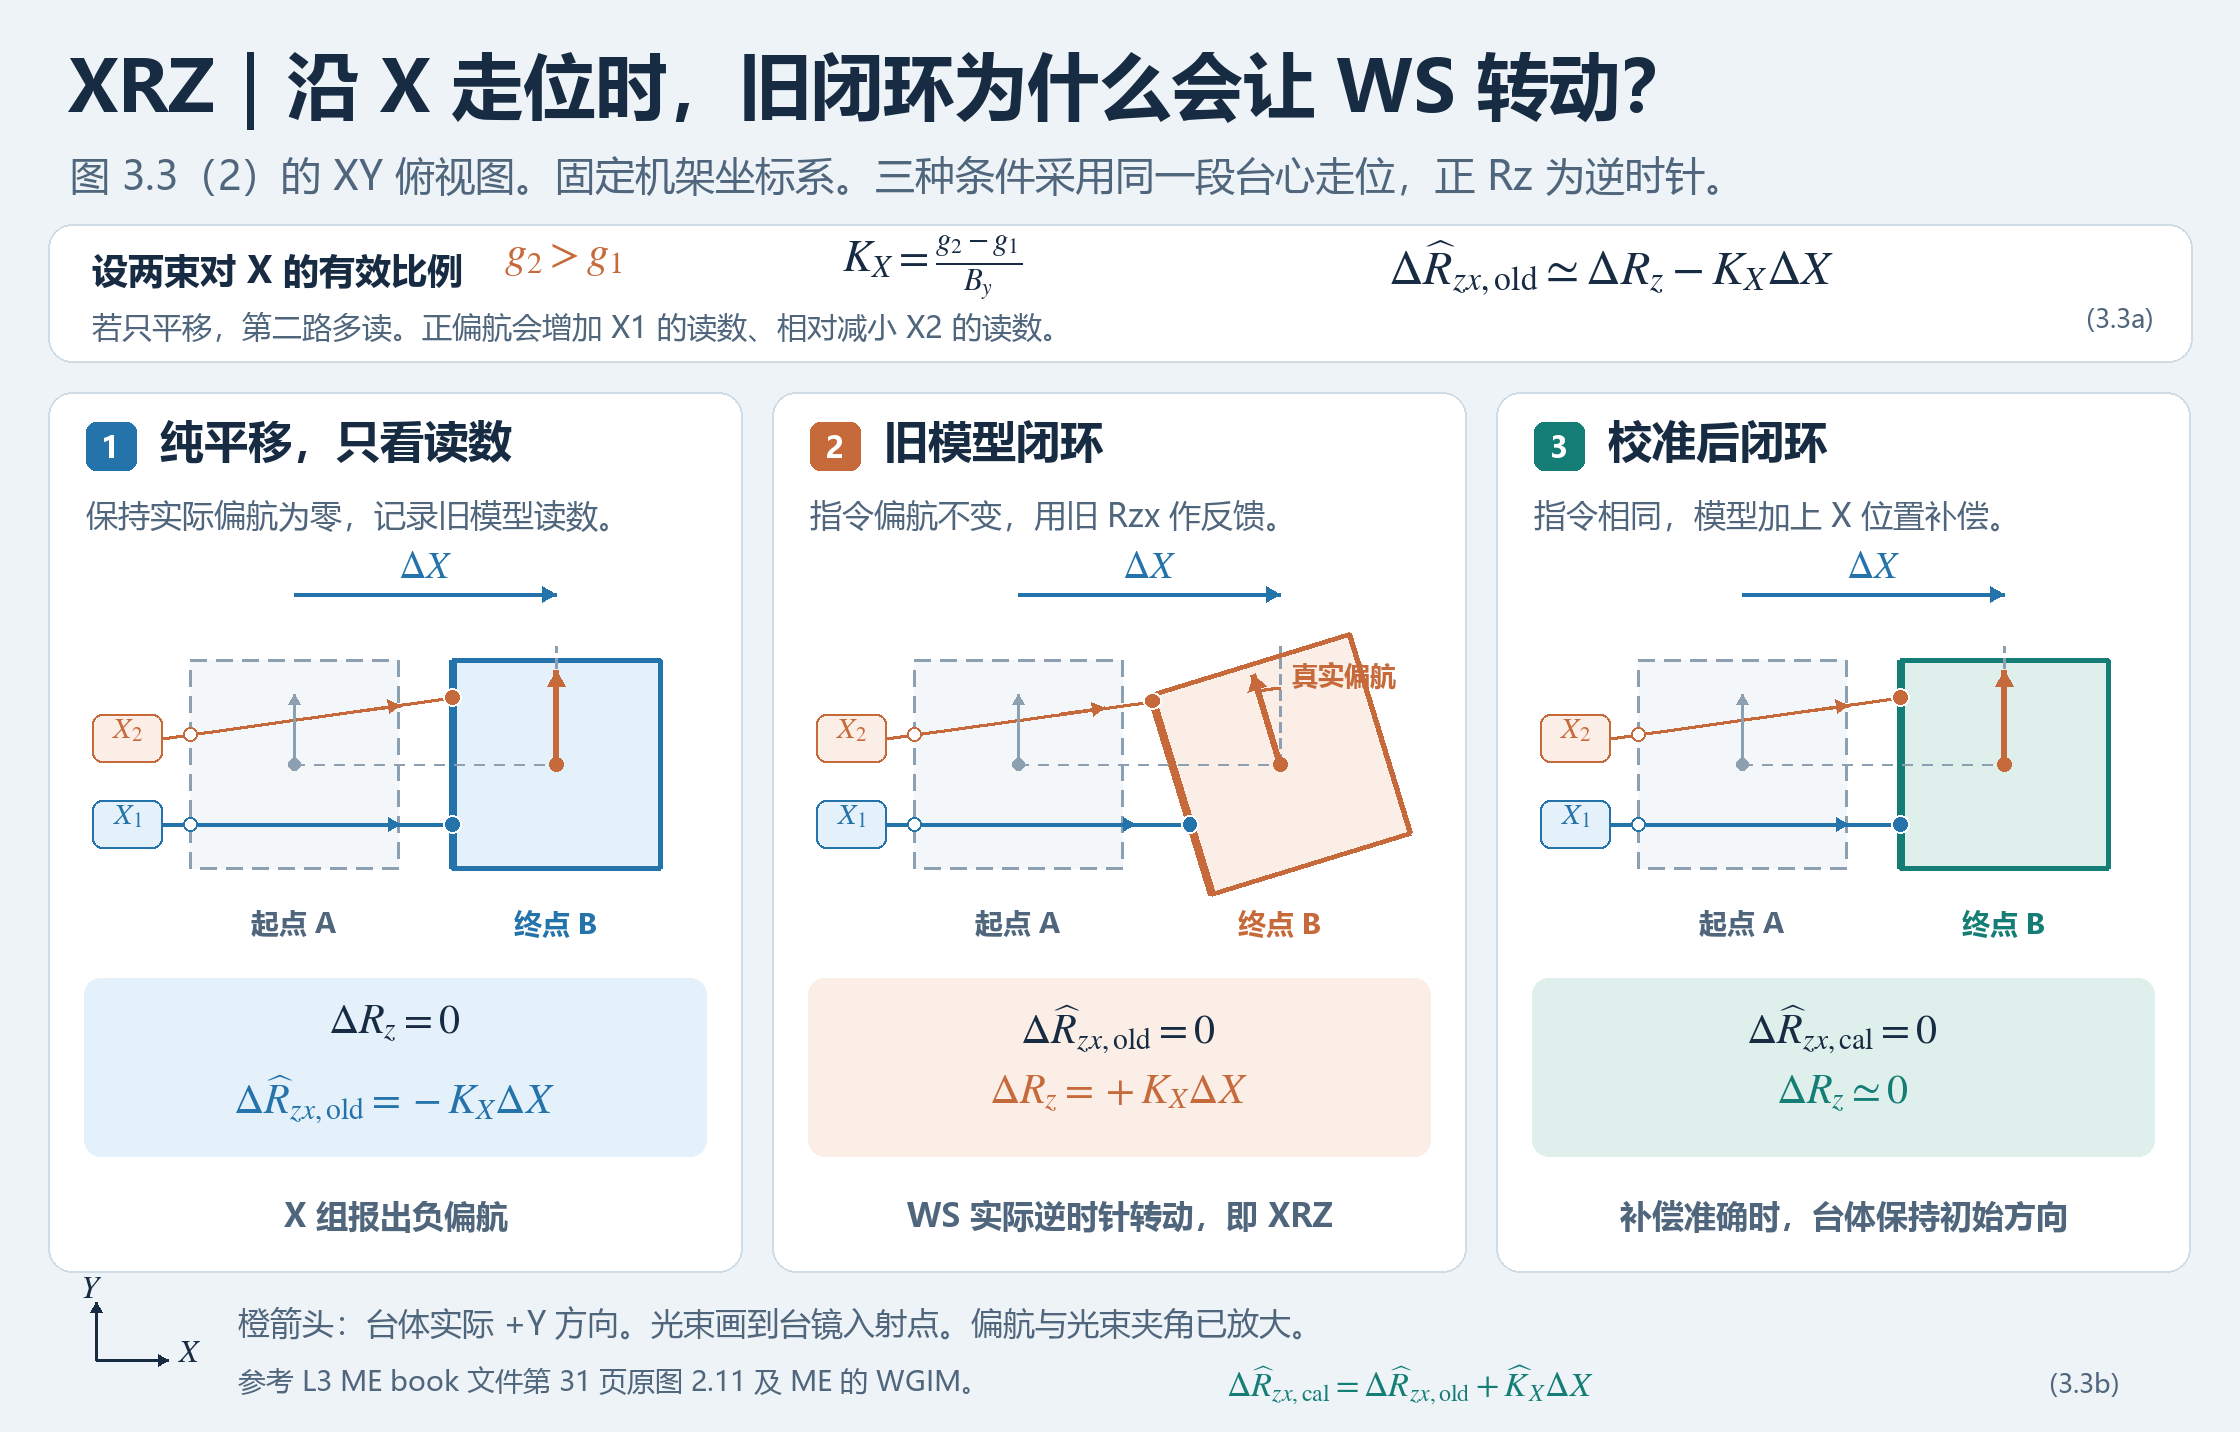 XRZ | 沿 X 走位时，旧闭环为什么会让 WS 转动？
图 3.3（2）的 XY 俯视图。固定机架坐标系。三种条件采用同一段台心走位，正 Rz 为逆时针。
设两束对 X 的有效比例 g₂ > g₁ K_X = (g₂ − g₁)/B_y ΔR̂_{zx, old} ≃ ΔR_z − K_XΔX
若只平移，第二路多读。正偏航会增加 X1 的读数、相对减小 X2 的读数。 (3.3a)
1 纯平移，只看读数
保持实际偏航为零，记录旧模型读数。
ΔX
X₂
X₁
起点 A 终点 B
ΔR_z = 0
ΔR̂_{zx, old} = − K_XΔX
X 组报出负偏航
2 旧模型闭环
指令偏航不变，用旧 Rzx 作反馈。
ΔX
真实偏航
X₂
X₁
起点 A 终点 B
ΔR̂_{zx, old} = 0
ΔR_z = + K_XΔX
WS 实际逆时针转动，即 XRZ
3 校准后闭环
指令相同，模型加上 X 位置补偿。
ΔX
X₂
X₁
起点 A 终点 B
ΔR̂_{zx, cal} = 0
ΔR_z ≃ 0
补偿准确时，台体保持初始方向
Y
X
橙箭头：台体实际 +Y 方向。光束画到台镜入射点。偏航与光束夹角已放大。
参考 L3 ME book 文件第 31 页原图 2.11 及 ME 的 WGIM。 ΔR̂_{zx, cal} = ΔR̂_{zx, old} + K̂_XΔX (3.3b)